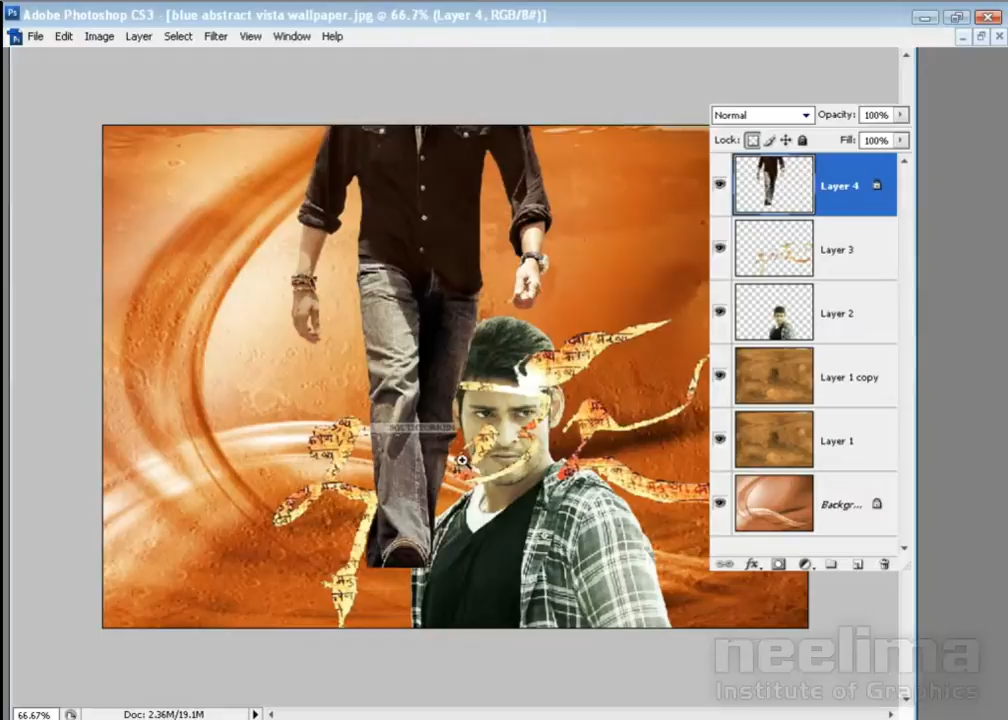 Adobe Photoshop CS3 - [blue abstract vista wallpaper.jpg @ 66.7% (Layer 4, RGB/8#)]
File Edit Image Layer Select Filter View Window Help
Normal Opacity: 100%
Lock: Fill: 100%
Layer 4
Layer 3
Layer 2
Layer 1 copy
Layer 1
Backgr...
fx.
neelima
Institute of Graphics
66.67% Doc: 2.36M/19.1M